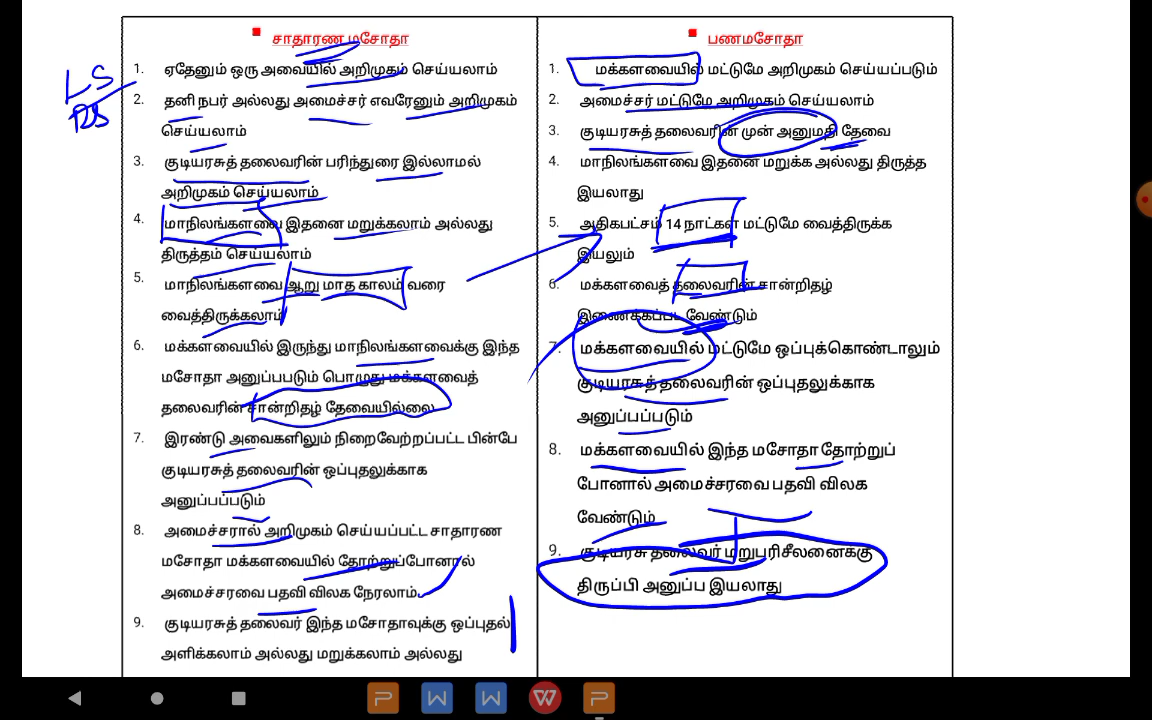 சாதாரண மசோதா
1. ஏதேனும் ஒரு அவையில் அறிமுகம் செய்யலாம்
2. தனி நபர் அல்லது அமைச்சர் எவரேனும் அறிமுகம்
செய்யலாம்
3. குடியரசுத் தலைவரின் பரிந்துரை இல்லாமல்
அறிமுகம் செய்யலாம்
4. மாநிலங்களவை இதனை மறுக்கலாம் அல்லது
திருத்தம் செய்யலாம்
5. மாநிலங்களவை ஆறு மாத காலம் வரை
வைத்திருக்கலாம்
6. மக்களவையில் இருந்து மாநிலங்களவைக்கு இந்த
மசோதா அனுப்படும் பொழுது மக்களவைத்
தலைவரின் சான்றிதழ் தேவையில்லை
7. இரண்டு அவைகளிலும் நிறைவேற்றப்பட்ட பின்பே
குடியரசுத் தலைவரின் ஒப்புதலுக்காக
அனுப்பப்படும்
8. அமைச்சரால் அறிமுகம் செய்யப்பட்ட சாதாரண
மசோதா மக்களவையில் தோற்றுப்போனால்
அமைச்சரவை பதவி விலக நேரலாம்
9. குடியரசுத் தலைவர் இந்த மசோதாவுக்கு ஒப்புதல்
அளிக்கலாம் அல்லது மறுக்கலாம் அல்லது
LS
RS
பணமசோதா
1. மக்களவையில் மட்டுமே அறிமுகம் செய்யப்படும்
2. அமைச்சர் மட்டுமே அறிமுகம் செய்யலாம்
3. குடியரசுத் தலைவரின் முன் அனுமதி தேவை
4. மாநிலங்களவை இதனை மறுக்க அல்லது திருத்த
இயலாது
5. அதிகபட்சம் 14 நாட்கள் மட்டுமே வைத்திருக்க
இயலும்
6. மக்களவைத் தலைவரின் சான்றிதழ்
இணைக்கப்பட வேண்டும்
7. மக்களவையில் மட்டுமே ஒப்புக்கொண்டாலும்
குடியரசுத் தலைவரின் ஒப்புதலுக்காக
அனுப்பப்படும்
8. மக்களவையில் இந்த மசோதா தோற்றுப்
போனால் அமைச்சரவை பதவி விலக
வேண்டும்
9. குடியரசு தலைவர் மறுபரிசீலனைக்கு
திருப்பி அனுப்ப இயலாது